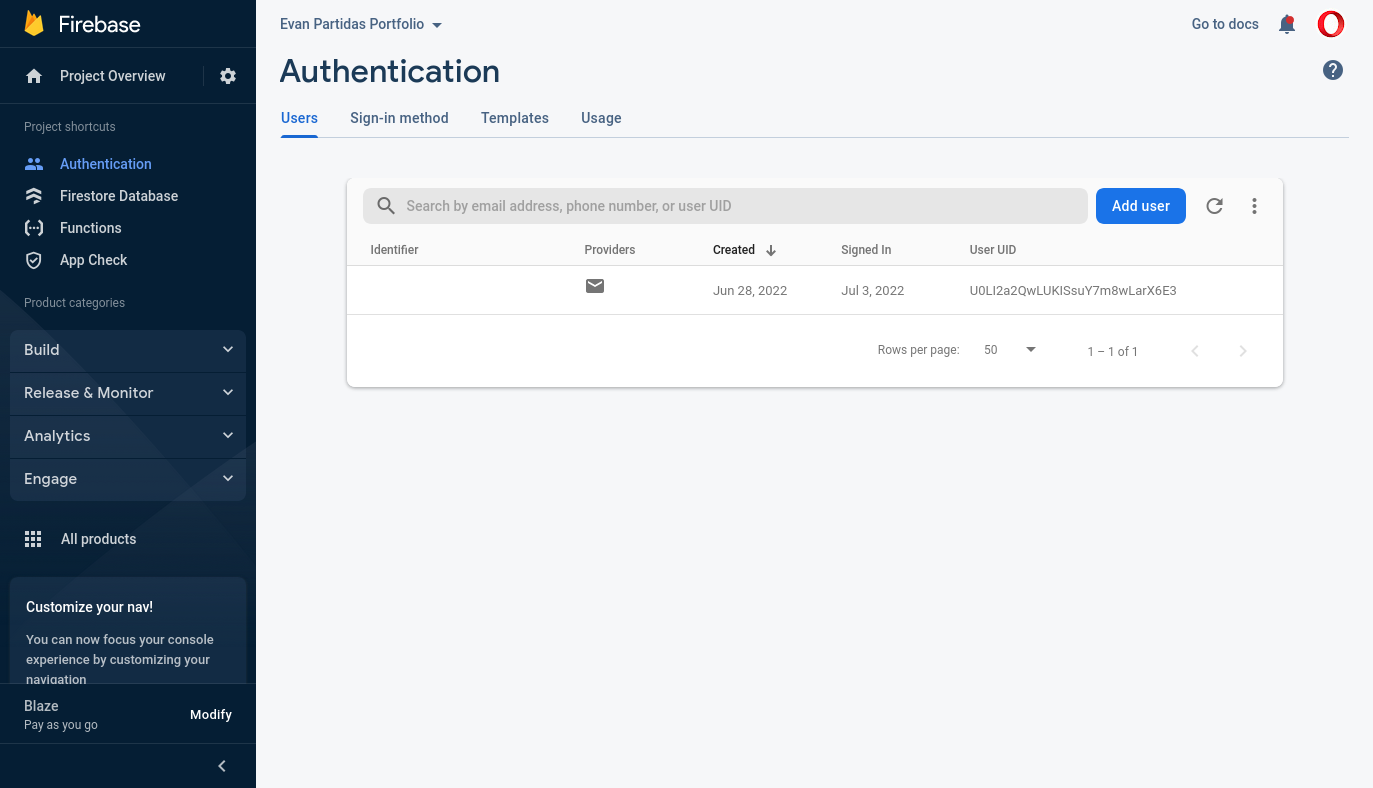 Firebase
Project Overview
Project shortcuts
Authentication
Firestore Database
Functions
App Check
Product categories
Build
Release & Monitor
Analytics
Engage
All products
Customize your nav!
You can now focus your console
experience by customizing your
navigation
Blaze
Pay as you go
Modify
Evan Partidas Portfolio
Go to docs
Authentication
Users Sign-in method Templates Usage
Search by email address, phone number, or user UID
Add user
Identifier Providers Created Signed In User UID
Jun 28, 2022 Jul 3, 2022 U0LI2a2QwLUKISsuY7m8wLarX6E3
Rows per page: 50 1 – 1 of 1